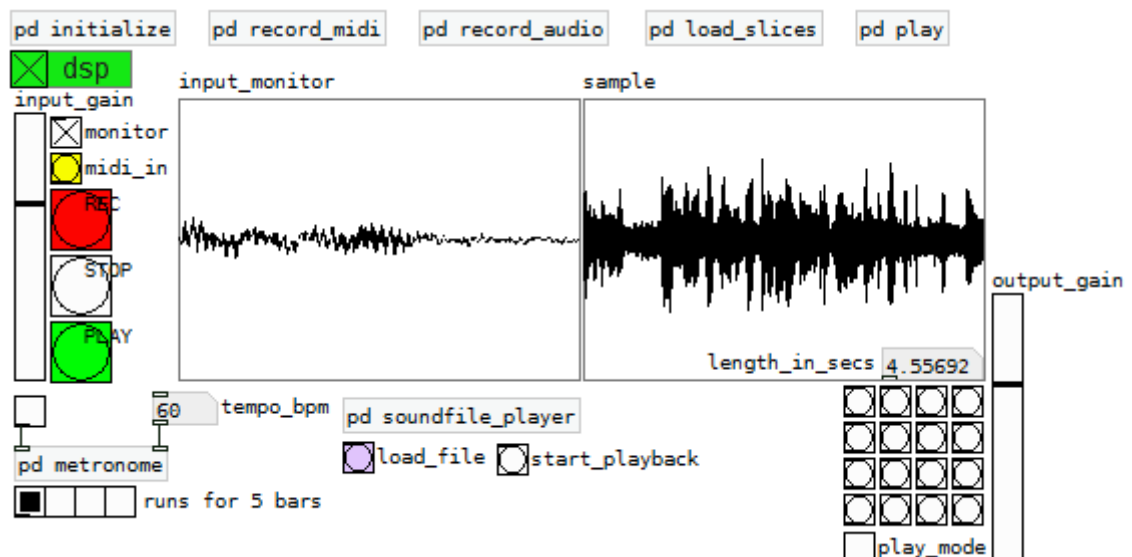 pd initialize
pd record_midi
pd record_audio
pd load_slices
pd play
dsp
input_gain
input_monitor
sample
monitor
midi_in
REC
STOP
PLAY
output_gain
length_in_secs 4.55692
60 tempo_bpm
pd soundfile_player
pd metronome
load_file
start_playback
runs for 5 bars
play_mode